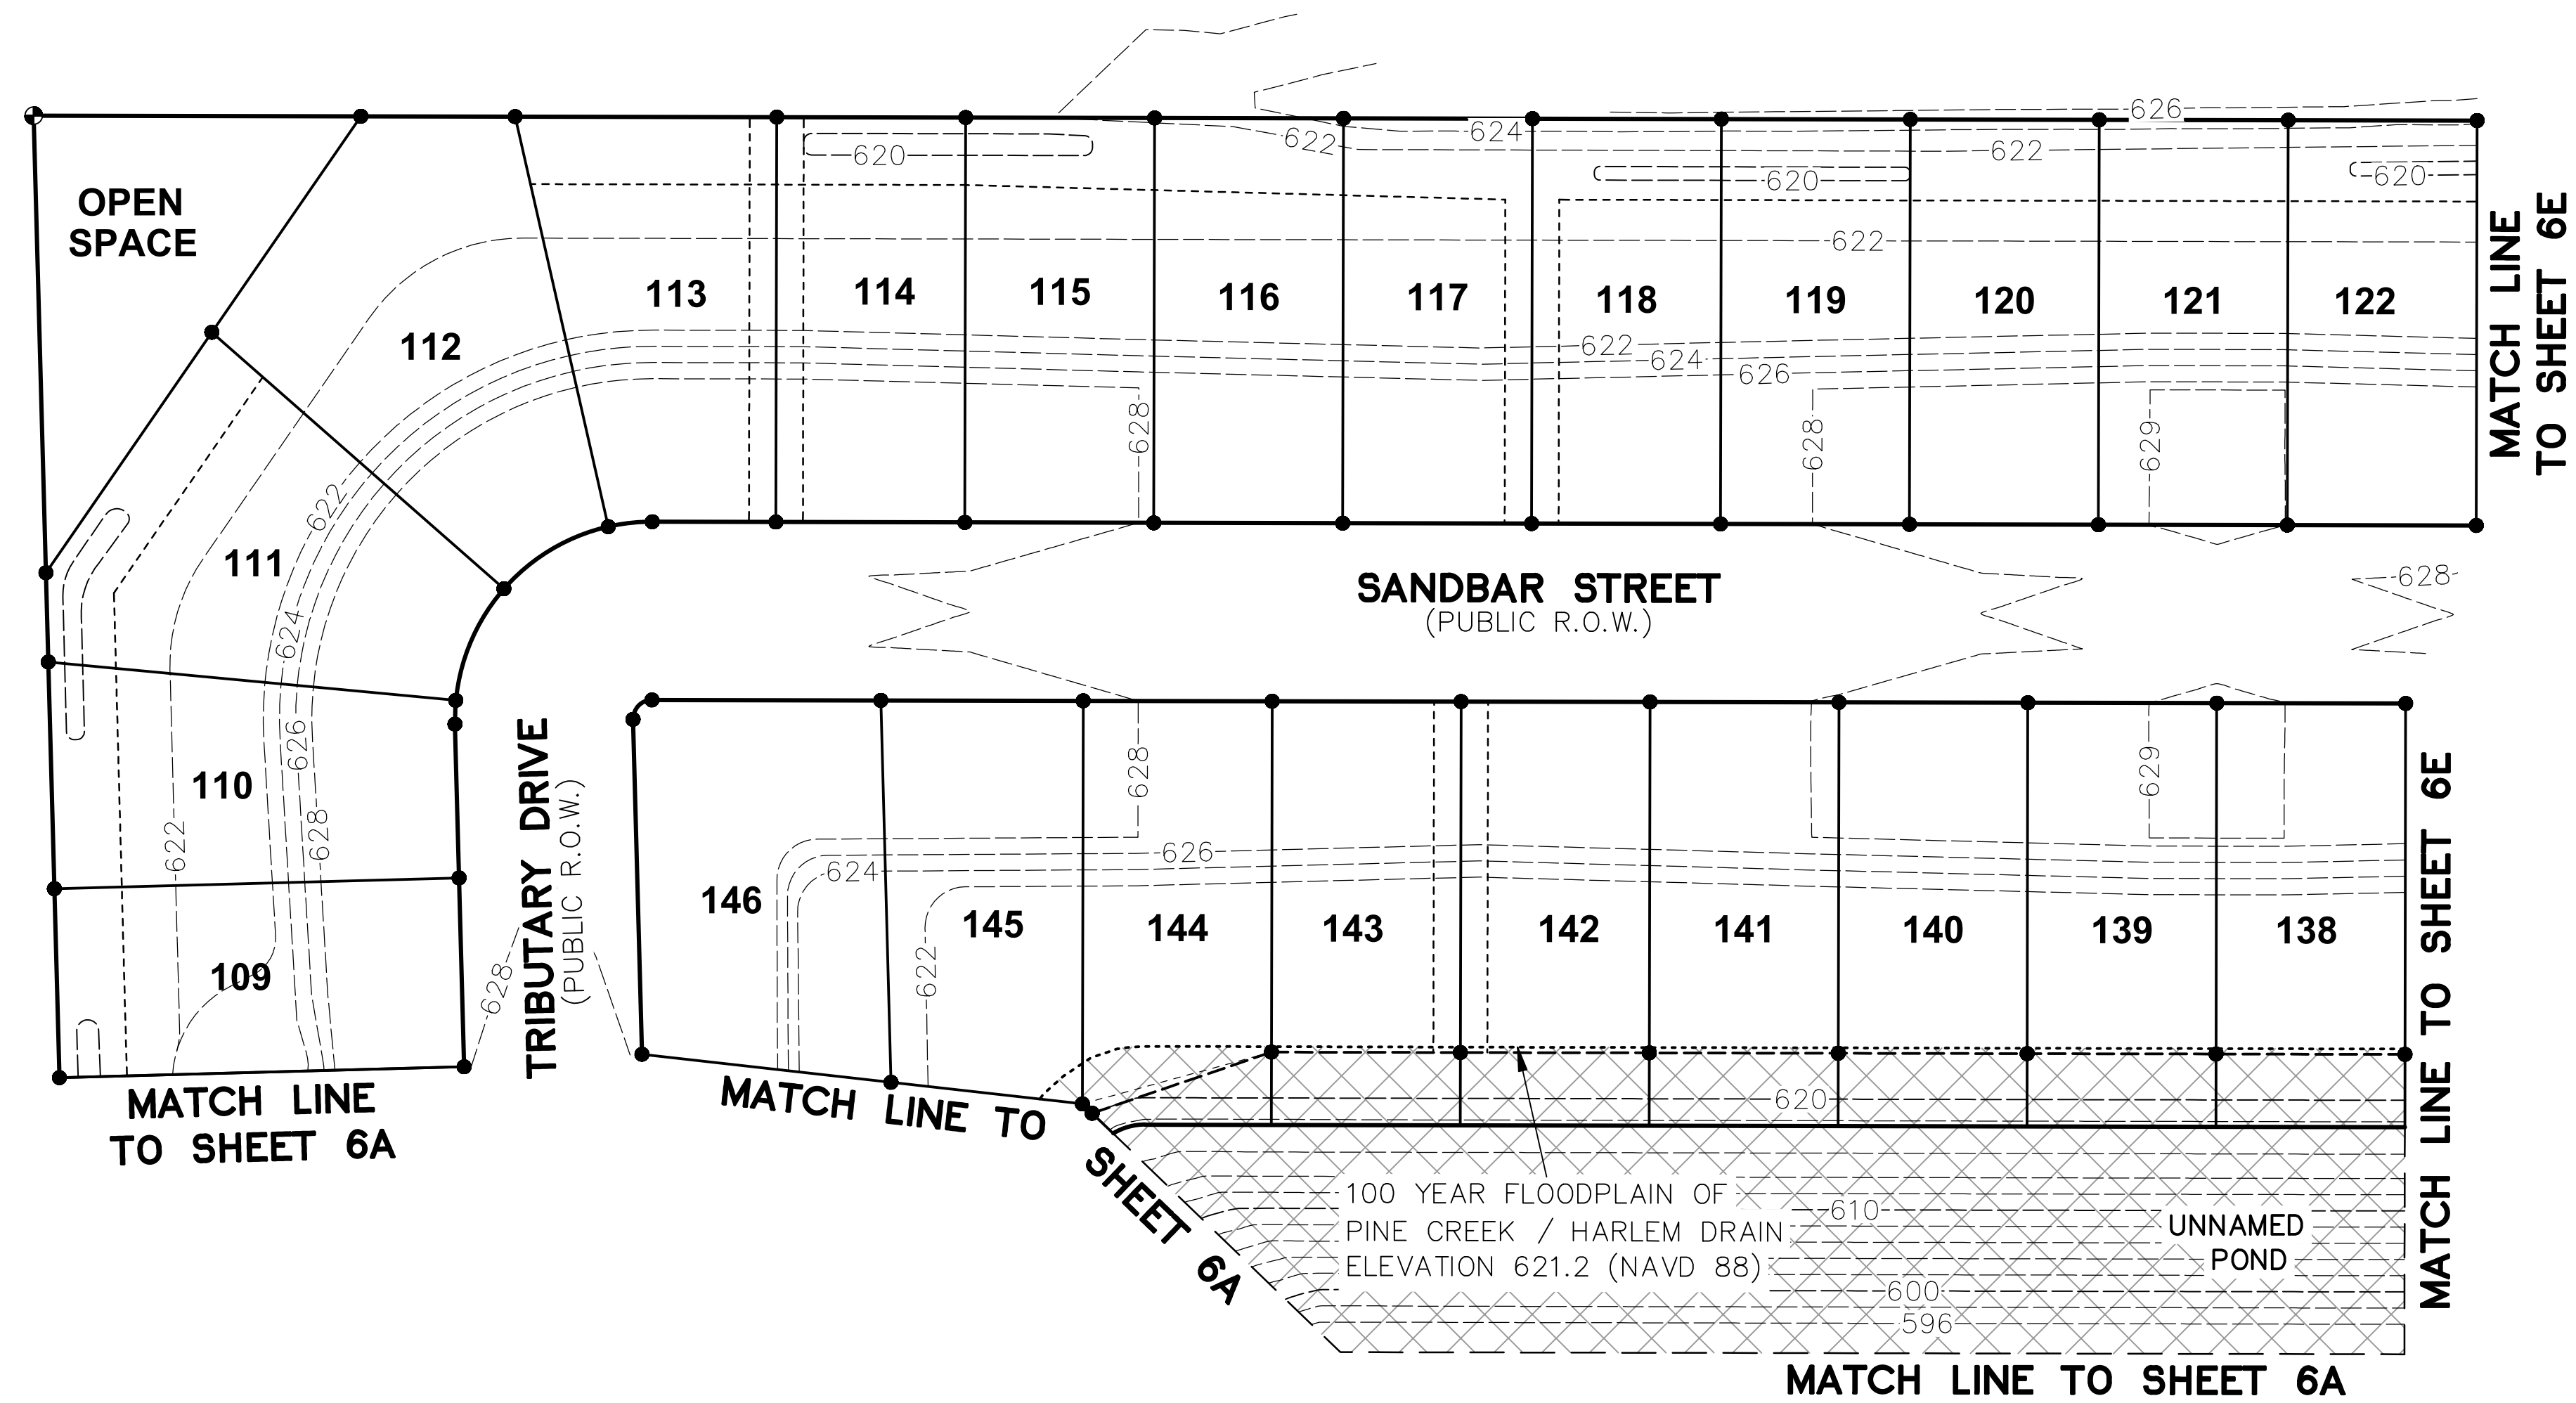 626
624
622
622
620
620
620
OPEN
SPACE
622
113
114
115
116
117
118
119
120
121
122
112
MATCH LINE
TO SHEET 6E
622
624
626
628
628
629
622
111
624
SANDBAR STREET
(PUBLIC R.O.W.)
628
626
110
628
622
TRIBUTARY DRIVE
(PUBLIC R.O.W.)
628
629
626
624
146
145
144
143
142
141
140
139
138
622
109
628
MATCH LINE TO SHEET 6E
MATCH LINE
TO SHEET 6A
MATCH LINE TO
SHEET 6A
620
100 YEAR FLOODPLAIN OF
PINE CREEK / HARLEM DRAIN
ELEVATION 621.2 (NAVD 88)
610
UNNAMED
POND
600
596
MATCH LINE TO SHEET 6A